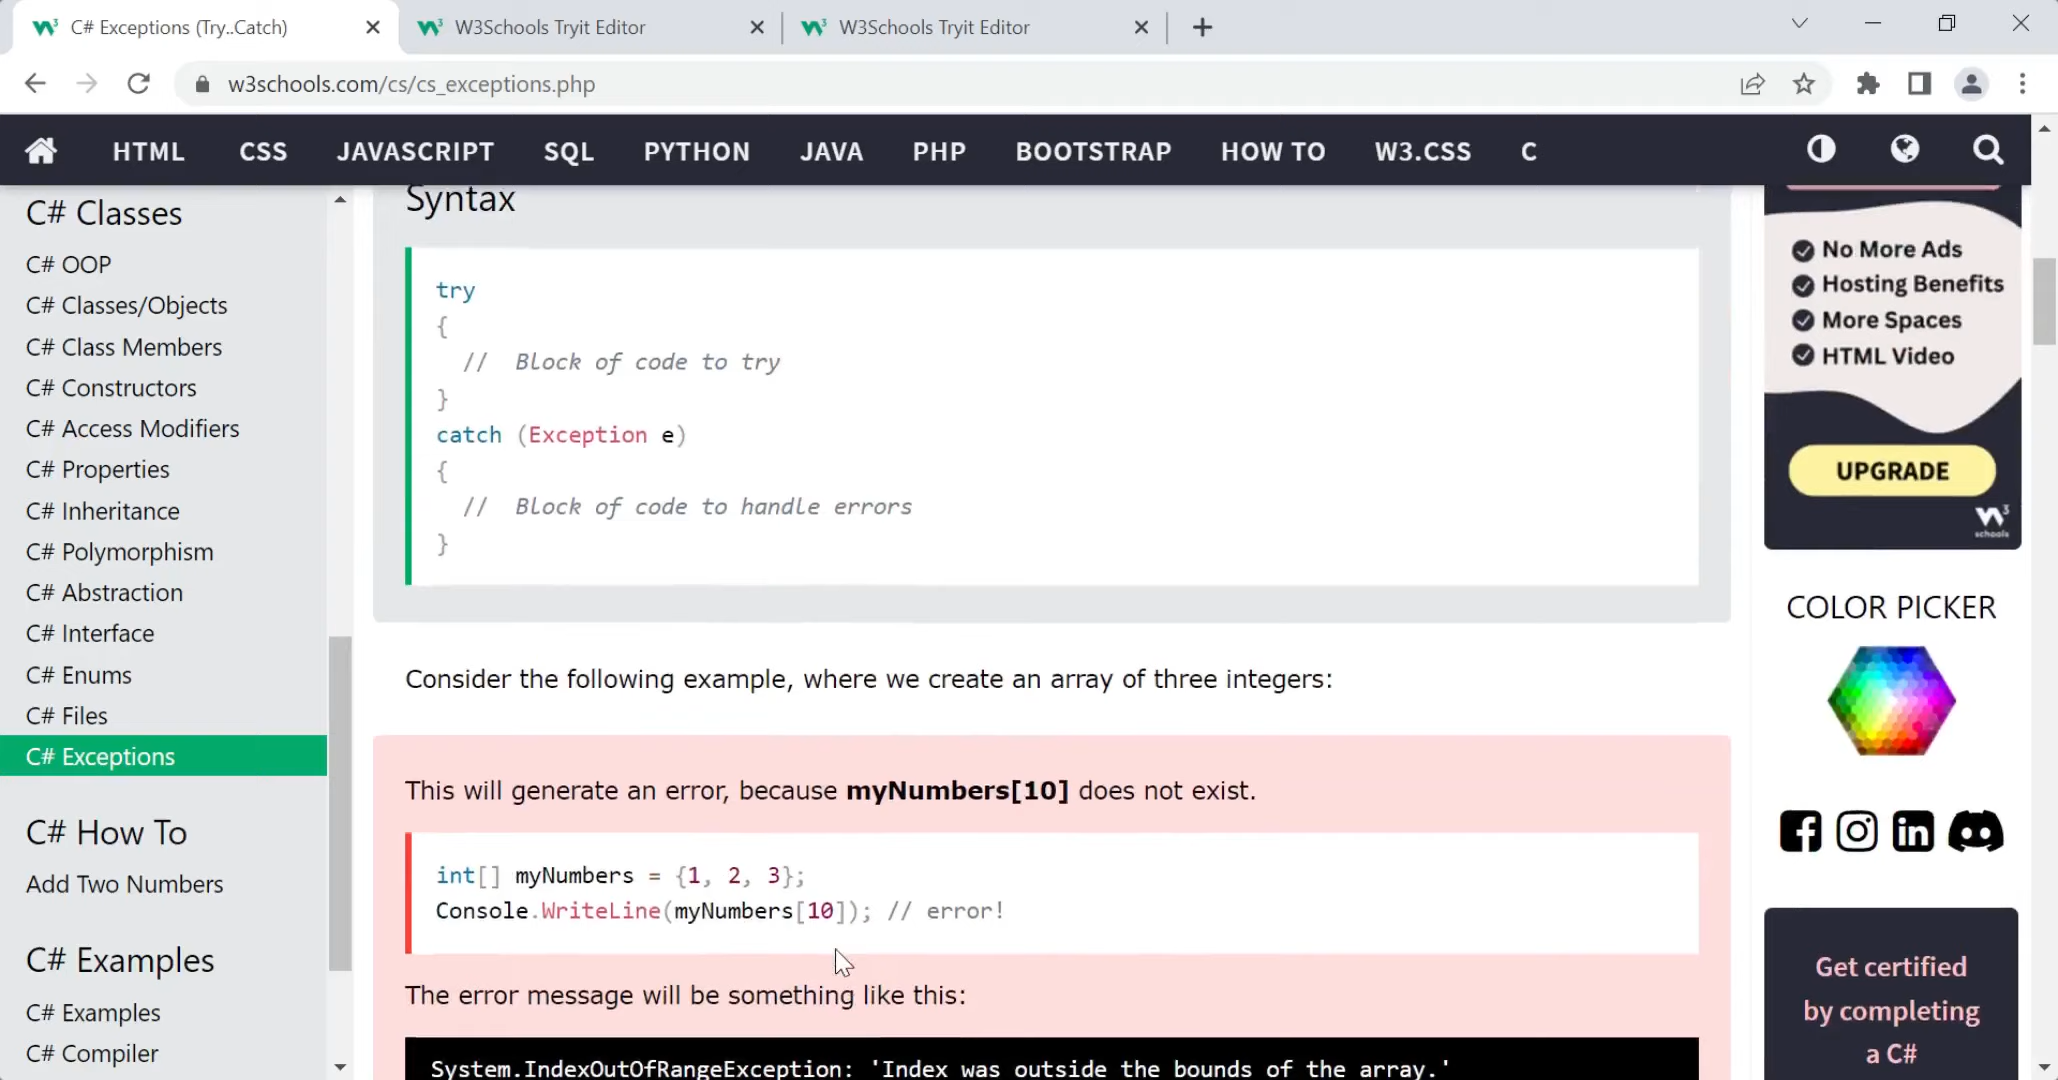 C# Exceptions (Try..Catch)
W3Schools Tryit Editor
W3Schools Tryit Editor
w3schools.com/cs/cs_exceptions.php
HTML CSS JAVASCRIPT SQL PYTHON JAVA PHP BOOTSTRAP HOW TO W3.CSS C
C# Classes
C# OOP
C# Classes/Objects
C# Class Members
C# Constructors
C# Access Modifiers
C# Properties
C# Inheritance
C# Polymorphism
C# Abstraction
C# Interface
C# Enums
C# Files
C# Exceptions
C# How To
Add Two Numbers
C# Examples
C# Examples
C# Compiler
Syntax
try
{
// Block of code to try
}
catch (Exception e)
{
// Block of code to handle errors
}
Consider the following example, where we create an array of three integers:
This will generate an error, because myNumbers[10] does not exist.
int[] myNumbers = {1, 2, 3};
Console.WriteLine(myNumbers[10]); // error!
The error message will be something like this:
System.IndexOutOfRangeException: 'Index was outside the bounds of the array.'
No More Ads
Hosting Benefits
More Spaces
HTML Video
UPGRADE
W3
schools
COLOR PICKER
Get certified
by completing
a C#